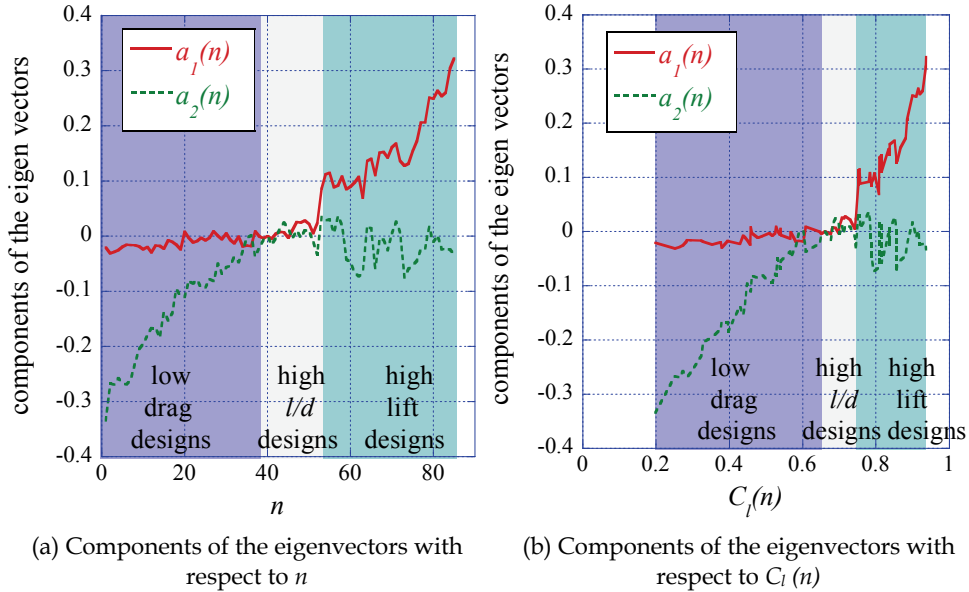 0.4
0.3
0.2
0.1
0
-0.1
-0.2
-0.3
-0.4
components of the eigen vectors
a1(n)
a2(n)
low
drag
designs
high
l/d
designs
high
lift
designs
0
20
40
60
80
n
(a) Components of the eigenvectors with
respect to n
0.4
0.3
0.2
0.1
0
-0.1
-0.2
-0.3
-0.4
components of the eigen vectors
a1(n)
a2(n)
low
drag
designs
high
l/d
designs
high
lift
designs
0
0.2
0.4
0.6
0.8
1
Cl(n)
(b) Components of the eigenvectors with
respect to Cl (n)